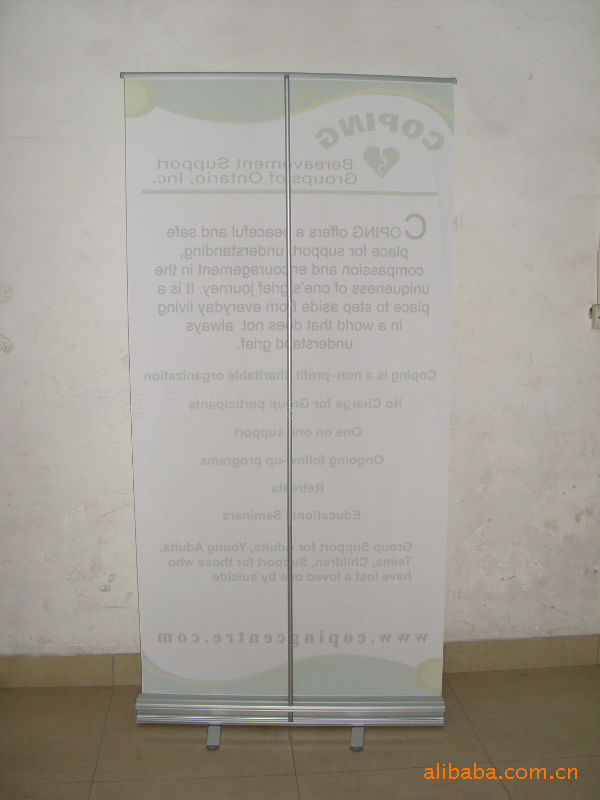 COPING
Bereavement Support
Groups of Ontario, Inc.
COPING offers a peaceful and safe
place for support, understanding,
compassion and encouragement in the
uniqueness of one's grief journey. It is a
place to step aside from everyday living
in a world that does not always
understand grief.
Coping is a non-profit charitable organization
No Charge for Group participants
One on one support
Ongoing follow-up programs
Retreats
Educational Seminars
Group Support for Adults, Young Adults,
Teens, Children, Support for those who
have lost a loved one by suicide
www.copingcentre.com
alibaba.com.cn